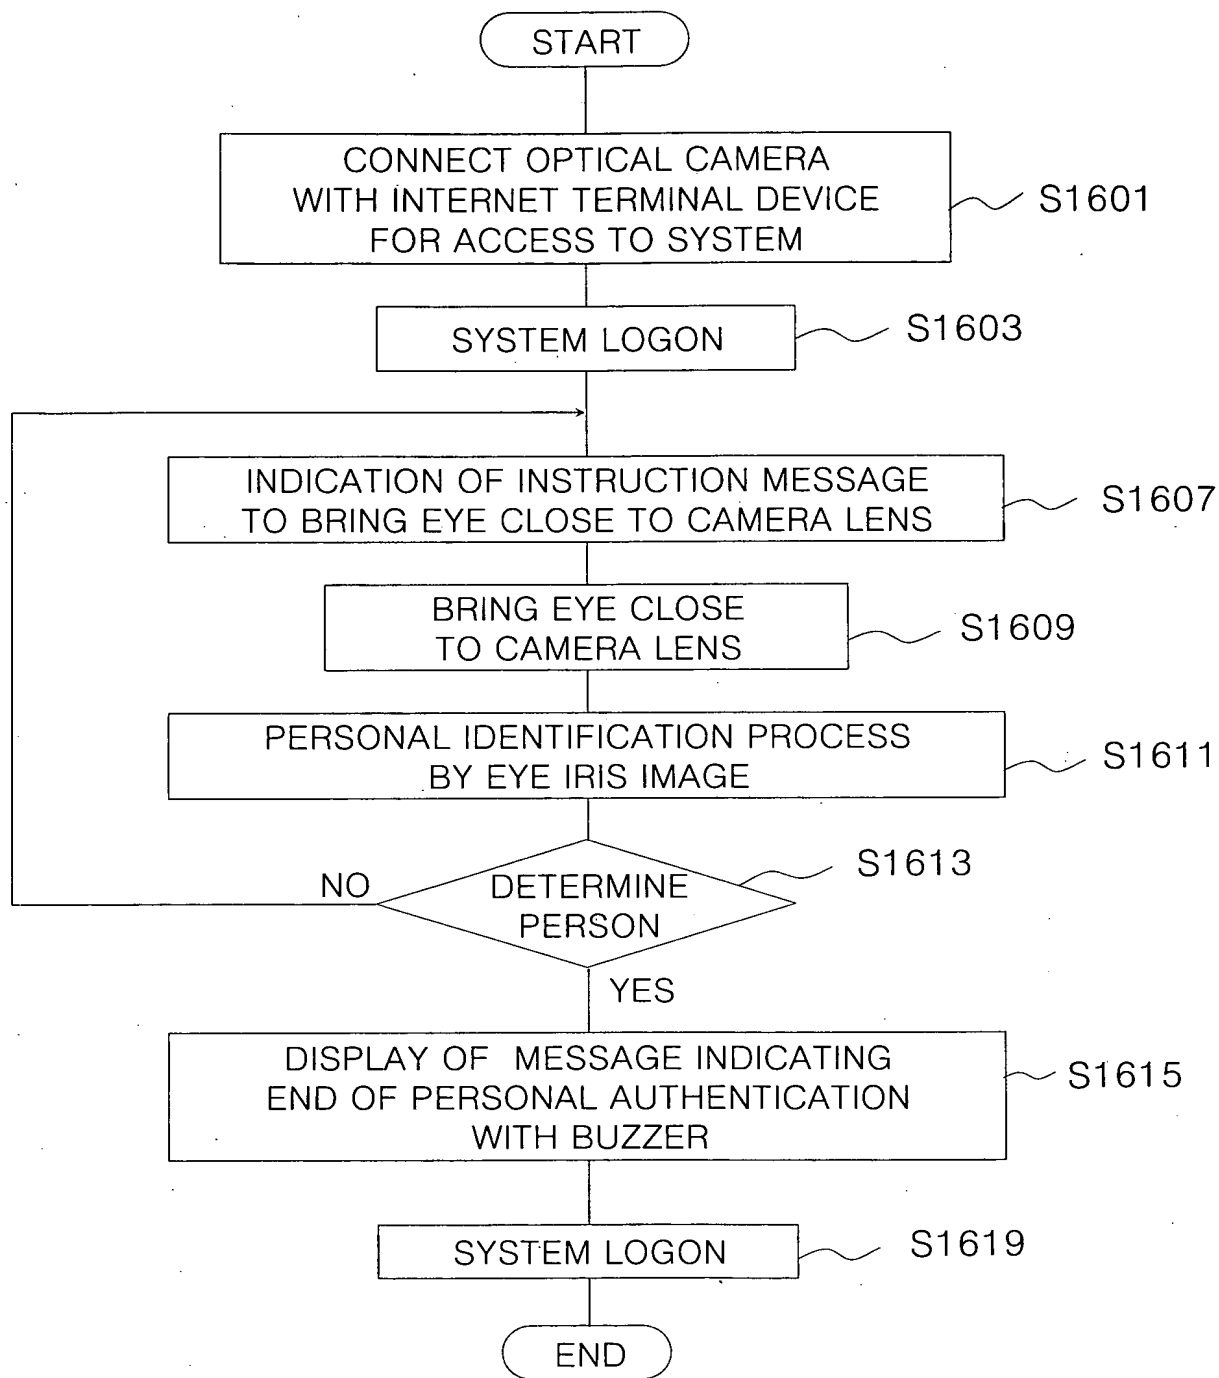 START
CONNECT OPTICAL CAMERA
WITH INTERNET TERMINAL DEVICE
FOR ACCESS TO SYSTEM
S1601
SYSTEM LOGON
S1603
INDICATION OF INSTRUCTION MESSAGE
TO BRING EYE CLOSE TO CAMERA LENS
S1607
BRING EYE CLOSE
TO CAMERA LENS
S1609
PERSONAL IDENTIFICATION PROCESS
BY EYE IRIS IMAGE
S1611
NO
DETERMINE
PERSON
S1613
YES
DISPLAY OF MESSAGE INDICATING
END OF PERSONAL AUTHENTICATION
WITH BUZZER
S1615
SYSTEM LOGON
S1619
END